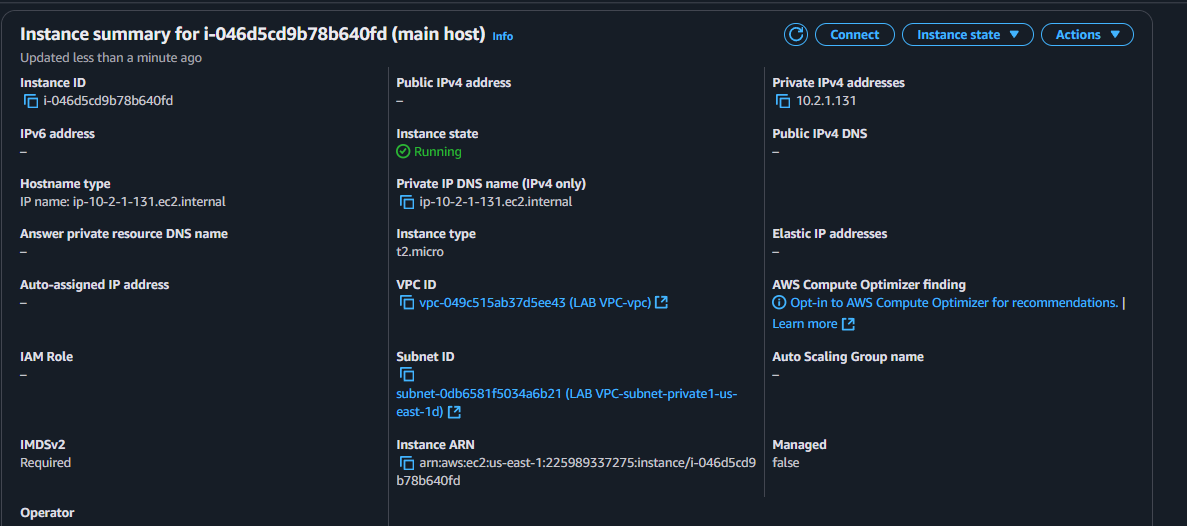 Instance summary for i-046d5cd9b78b640fd (main host) Info
Connect
Instance state
Actions
Updated less than a minute ago
Instance ID
i-046d5cd9b78b640fd
Public IPv4 address
–
Private IPv4 addresses
10.2.1.131
IPv6 address
–
Instance state
Running
Public IPv4 DNS
–
Hostname type
IP name: ip-10-2-1-131.ec2.internal
Private IP DNS name (IPv4 only)
ip-10-2-1-131.ec2.internal
Answer private resource DNS name
–
Instance type
t2.micro
Elastic IP addresses
–
Auto-assigned IP address
–
VPC ID
vpc-049c515ab37d5ee43 (LAB VPC-vpc)
AWS Compute Optimizer finding
Opt-in to AWS Compute Optimizer for recommendations. |
Learn more
IAM Role
–
Subnet ID
subnet-0db6581f5034a6b21 (LAB VPC-subnet-private1-us-
east-1d)
Auto Scaling Group name
–
IMDSv2
Required
Instance ARN
arn:aws:ec2:us-east-1:225989337275:instance/i-046d5cd9
b78b640fd
Managed
false
Operator